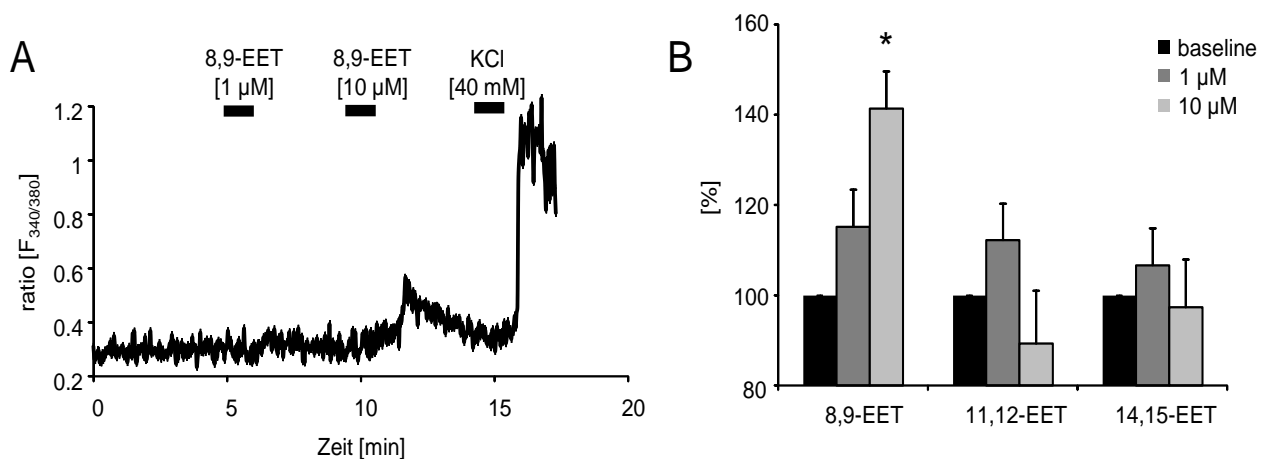 A
8,9-EET
[1 µM]
8,9-EET
[10 µM]
KCl
[40 mM]
1.2
1
0.8
0.6
0.4
0.2
ratio [F340/380]
0
5
10
15
20
Zeit [min]
B
160
140
120
100
80
[%]
*
baseline
1 µM
10 µM
8,9-EET
11,12-EET
14,15-EET